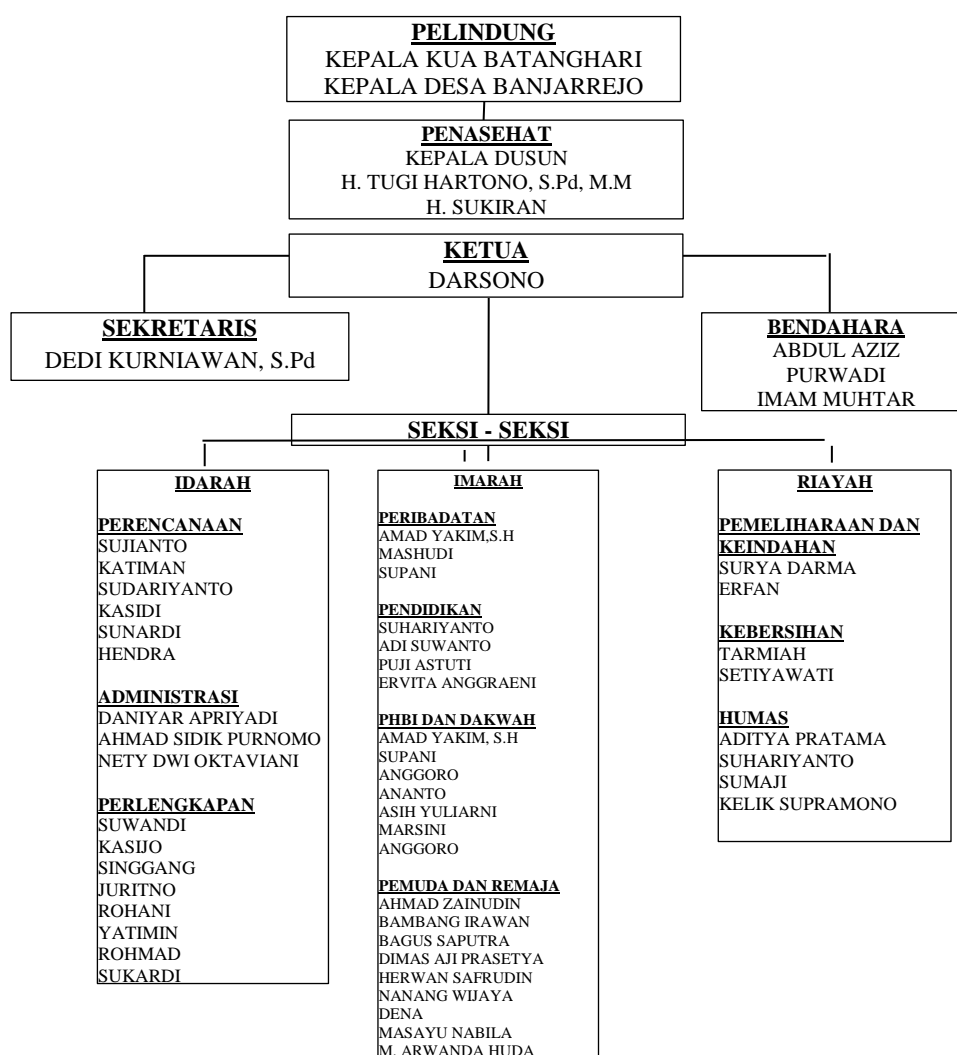 PELINDUNG
KEPALA KUA BATANGHARI
KEPALA DESA BANJARREJO
PENASEHAT
KEPALA DUSUN
H. TUGI HARTONO, S.Pd, M.M
H. SUKIRAN
KETUA
DARSONO
SEKRETARIS
DEDI KURNIAWAN, S.Pd
BENDAHARA
ABDUL AZIZ
PURWADI
IMAM MUHTAR
SEKSI - SEKSI
IDARAH
PERENCANAAN
SUJIANTO
KATIMAN
SUDARIYANTO
KASIDI
SUNARDI
HENDRA
ADMINISTRASI
DANIYAR APRIYADI
AHMAD SIDIK PURNOMO
NETY DWI OKTAVIANI
PERLENGKAPAN
SUWANDI
KASIJO
SINGGANG
JURITNO
ROHANI
YATIMIN
ROHMAD
SUKARDI
IMARAH
PERIBADATAN
AMAD YAKIM,S.H
MASHUDI
SUPANI
PENDIDIKAN
SUHARIYANTO
ADI SUWANTO
PUJI ASTUTI
ERVITA ANGGRAENI
PHBI DAN DAKWAH
AMAD YAKIM, S.H
SUPANI
ANGGORO
ANANTO
ASIH YULIARNI
MARSINI
ANGGORO
PEMUDA DAN REMAJA
AHMAD ZAINUDIN
BAMBANG IRAWAN
BAGUS SAPUTRA
DIMAS AJI PRASETYA
HERWAN SAFRUDIN
NANANG WIJAYA
DENA
MASAYU NABILA
M. ARWANDA HUDA
RIAYAH
PEMELIHARAAN DAN
KEINDAHAN
SURYA DARMA
ERFAN
KEBERSIHAN
TARMIAH
SETIYAWATI
HUMAS
ADITYA PRATAMA
SUHARIYANTO
SUMAJI
KELIK SUPRAMONO